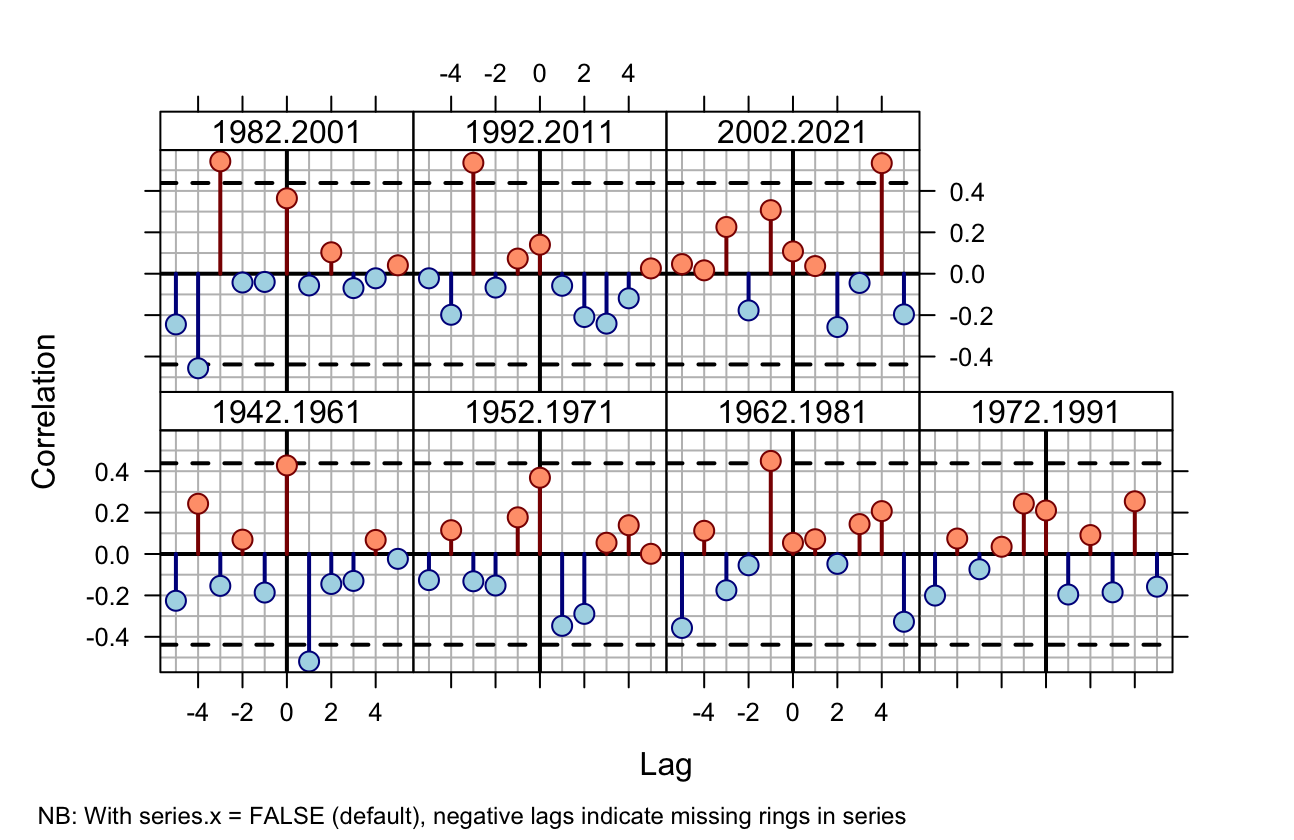 -4 -2 0 2 4
1982.2001 1992.2011 2002.2021
0.4
0.2
0.0
-0.2
-0.4
Correlation
1942.1961 1952.1971 1962.1981 1972.1991
0.4
0.2
0.0
-0.2
-0.4
-4 -2 0 2 4 -4 -2 0 2 4
Lag
NB: With series.x = FALSE (default), negative lags indicate missing rings in series